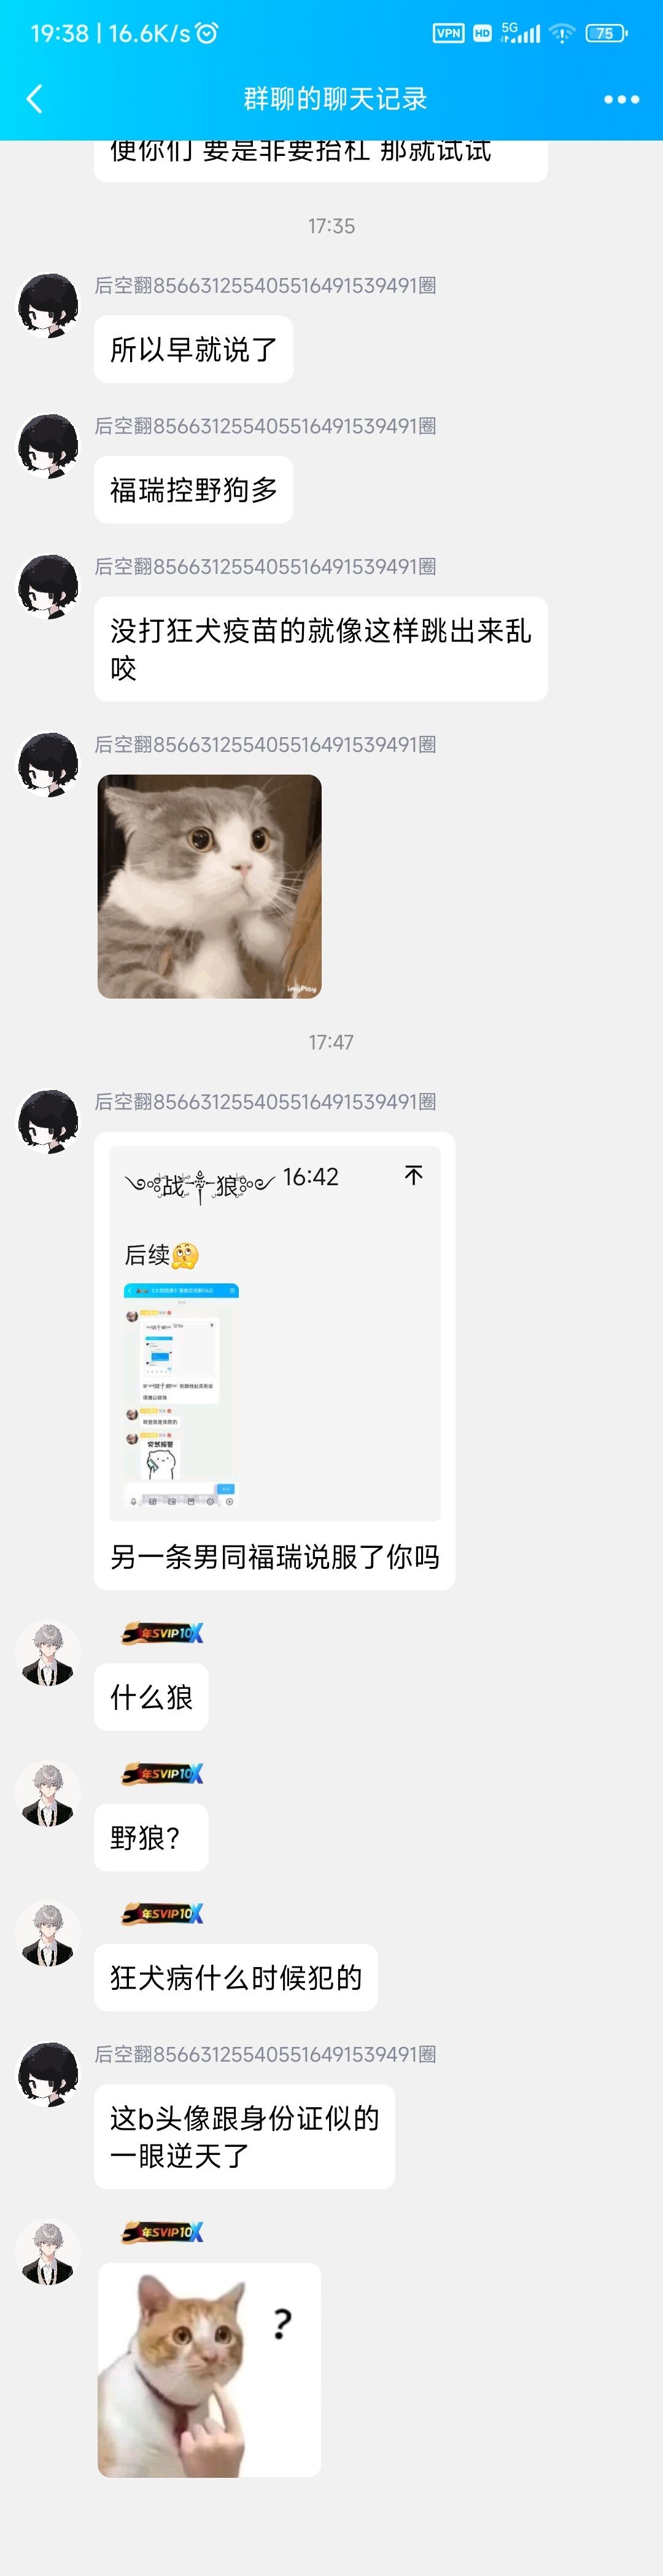 19:38 | 16.6K/s
VPN HD 5G 75
群聊的聊天记录
便你们 要是非要抬杠 那就试试
17:35
后空翻8566312554055164915394​91圈
所以早就说了
后空翻856631255405516491539491圈
福瑞控野狗多
后空翻856631255405516491539491圈
没打狂犬疫苗的就像这样跳出来乱
咬
后空翻856631255405516491539491圈
imgPlay
17:47
后空翻856631255405516491539491圈
战 狼 16:42
后续
突然报警
另一条男同福瑞说服了你吗
年SVIP10
什么狼
年SVIP10
野狼？
年SVIP10
狂犬病什么时候犯的
后空翻856631255405516491539491圈
这b头像跟身份证似的
一眼逆天了
年SVIP10
?